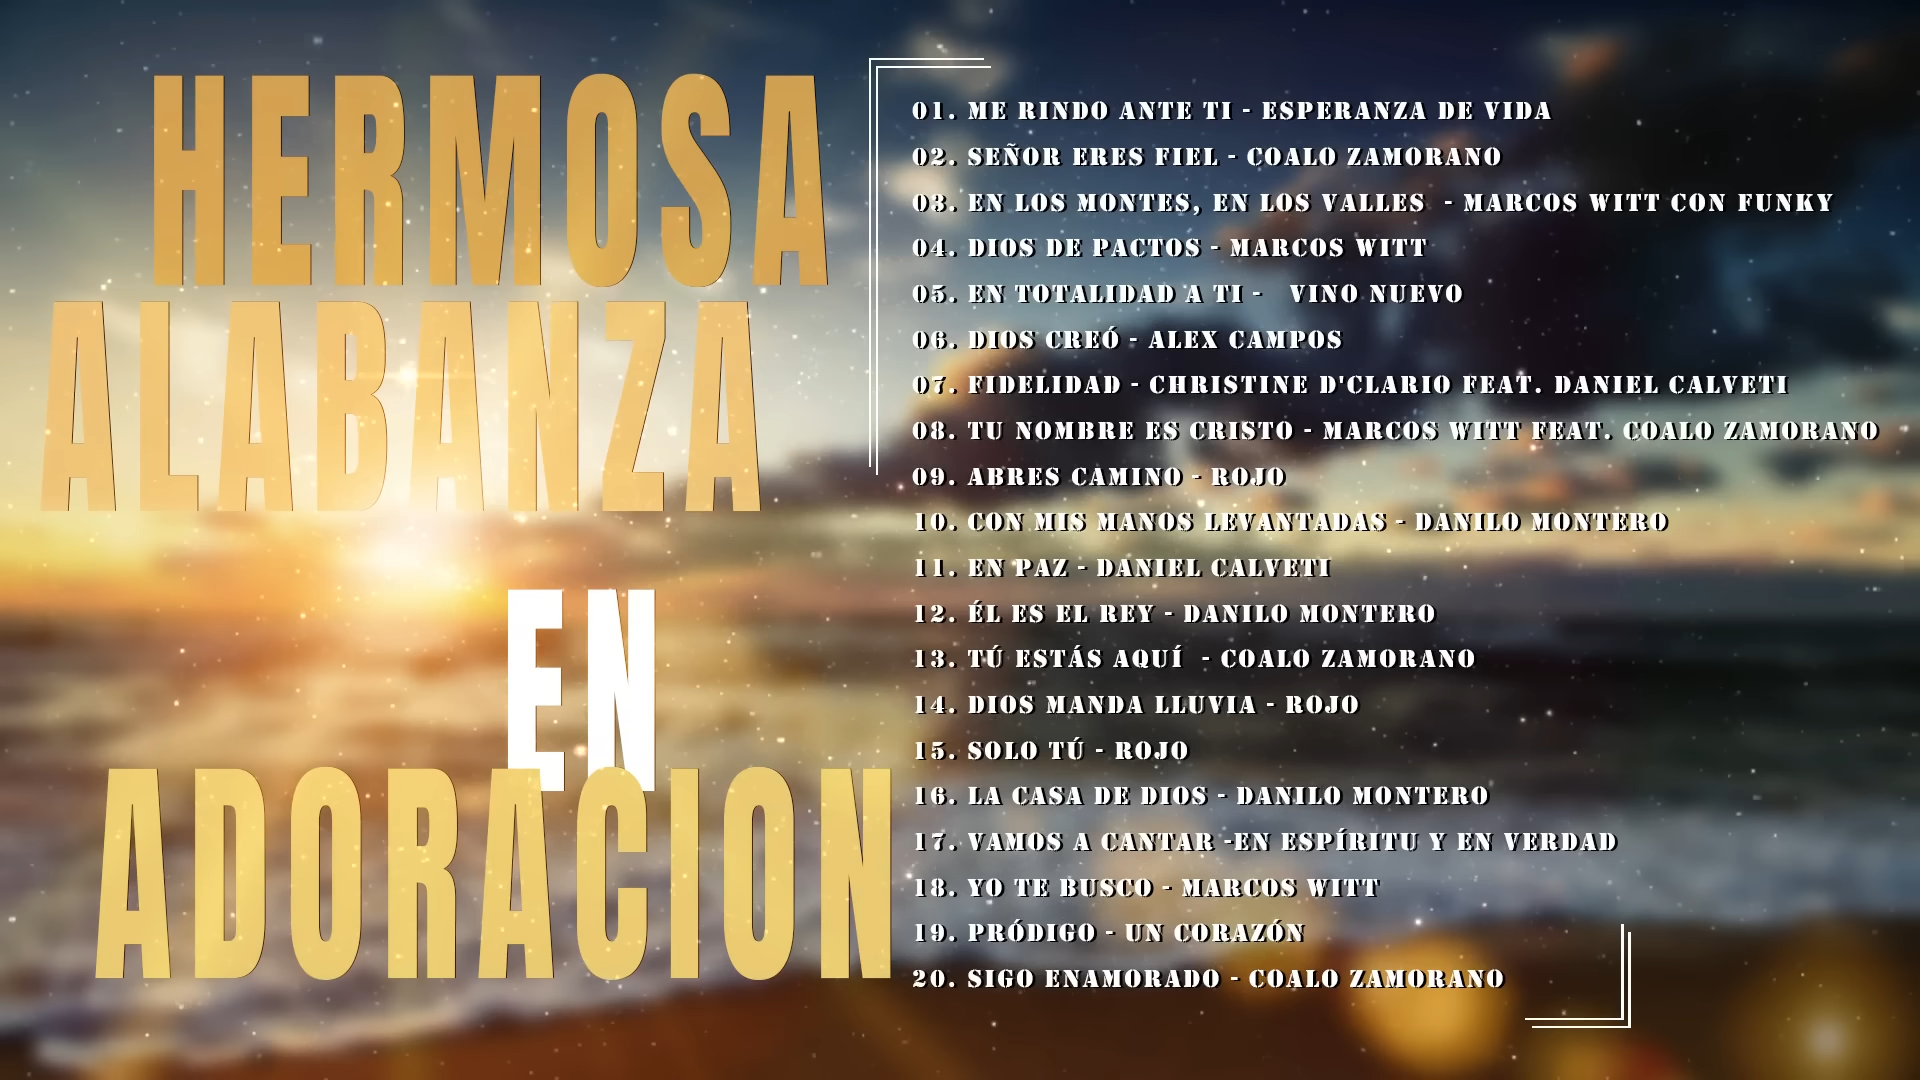 HERMOSA
ALABANZA
EN
ADORACION
01. ME RINDO ANTE TI - ESPERANZA DE VIDA
02. SEÑOR ERES FIEL - COALO ZAMORANO
03. EN LOS MONTES, EN LOS VALLES - MARCOS WITT CON FUNKY
04. DIOS DE PACTOS - MARCOS WITT
05. EN TOTALIDAD A TI - VINO NUEVO
06. DIOS CREÓ - ALEX CAMPOS
07. FIDELIDAD - CHRISTINE D'CLARIO FEAT. DANIEL CALVETI
08. TU NOMBRE ES CRISTO - MARCOS WITT FEAT. COALO ZAMORANO
09. ABRES CAMINO - ROJO
10. CON MIS MANOS LEVANTADAS - DANILO MONTERO
11. EN PAZ - DANIEL CALVETI
12. ÉL ES EL REY - DANILO MONTERO
13. TÚ ESTÁS AQUÍ - COALO ZAMORANO
14. DIOS MANDA LLUVIA - ROJO
15. SOLO TÚ - ROJO
16. LA CASA DE DIOS - DANILO MONTERO
17. VAMOS A CANTAR -EN ESPÍRITU Y EN VERDAD
18. YO TE BUSCO - MARCOS WITT
19. PRÓDIGO - UN CORAZÓN
20. SIGO ENAMORADO - COALO ZAMORANO